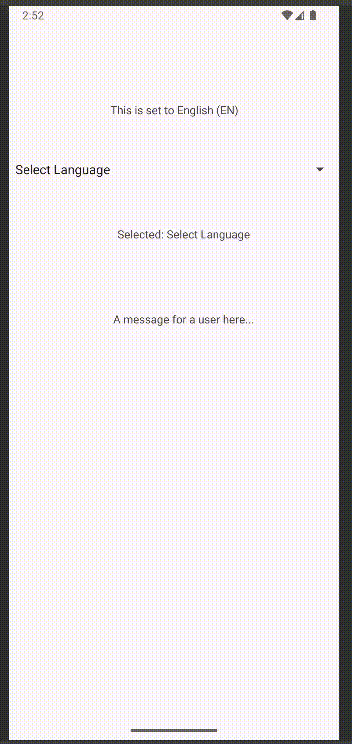 2:52
This is set to English (EN)
Select Language
Selected: Select Language
A message for a user here...